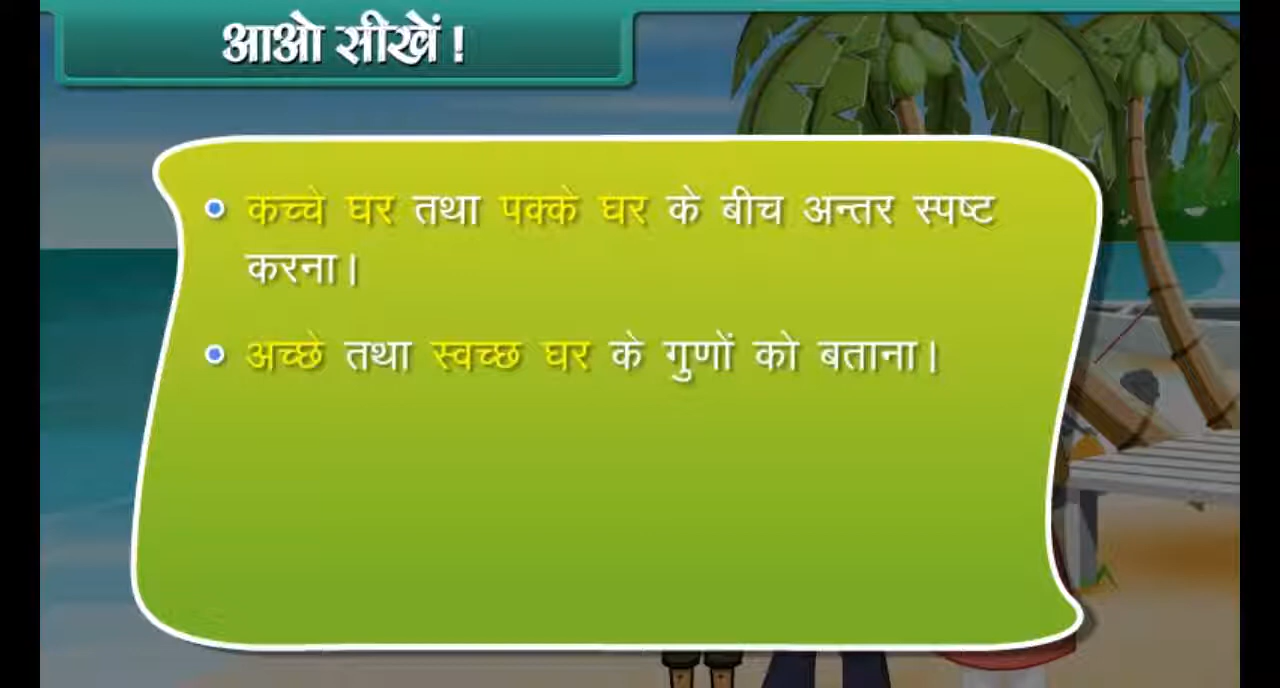 आओ सीखें!
• कच्चे घर तथा पक्के घर के बीच अन्तर स्पष्ट
करना।
• अच्छे तथा स्वच्छ घर के गुणों को बताना।